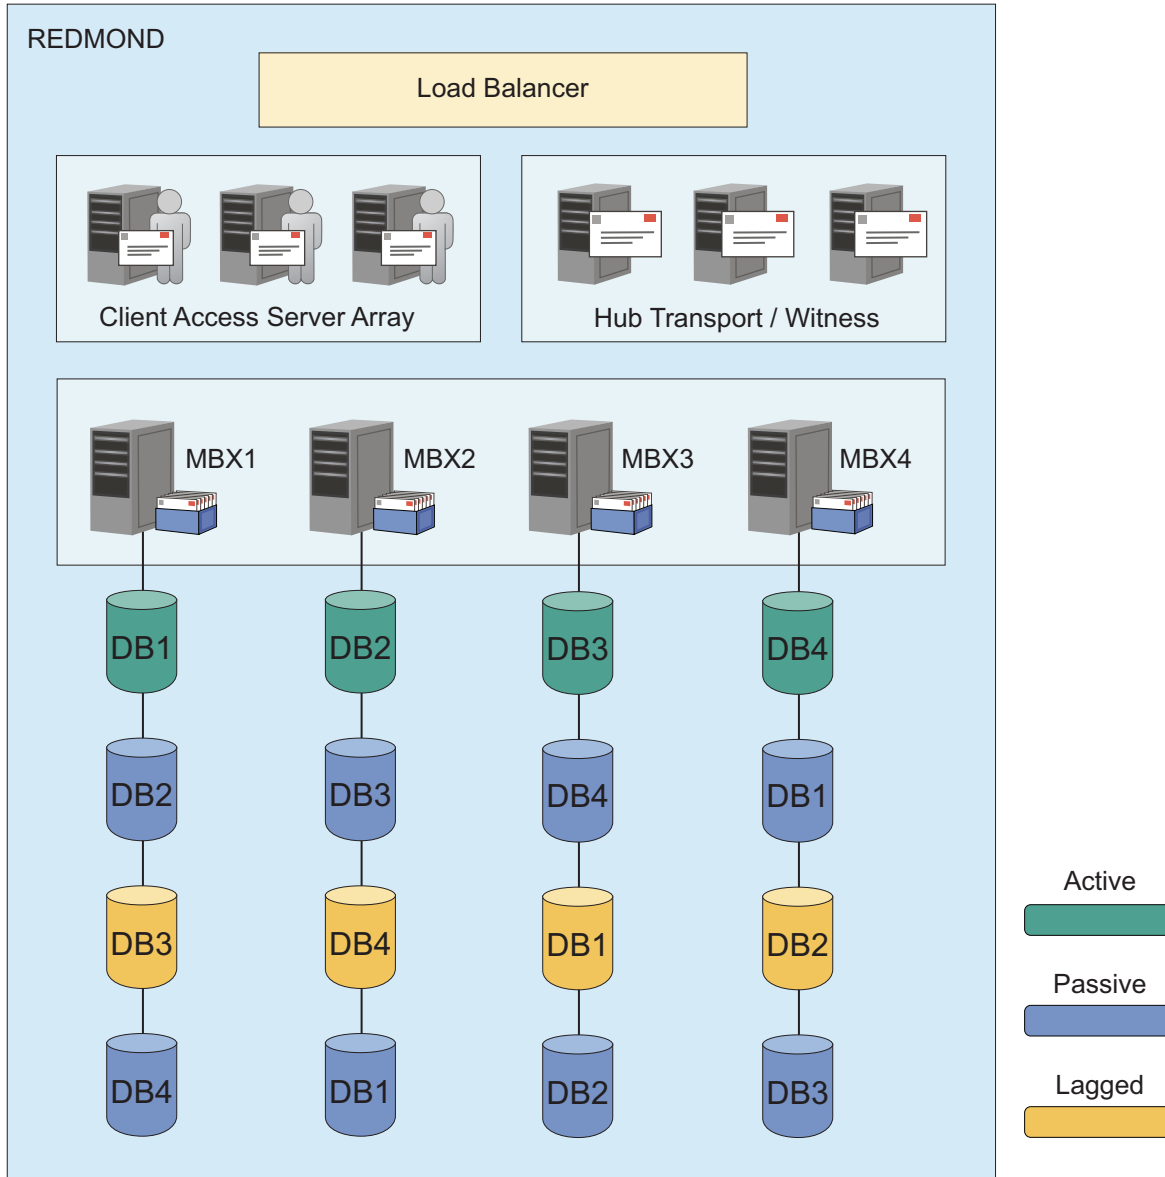 REDMOND
Load Balancer
Client Access Server Array
Hub Transport / Witness
MBX1
MBX2
MBX3
MBX4
DB1
DB2
DB3
DB4
DB2
DB3
DB4
DB1
DB3
DB4
DB1
DB2
DB4
DB1
DB2
DB3
Active
Passive
Lagged